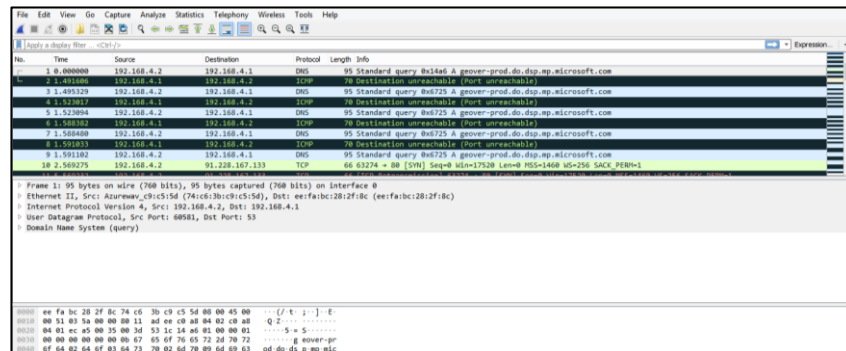 File Edit View Go Capture Analyze Statistics Telephony Wireless Tools Help
Apply a display filter ... <Ctrl-/> Expression...
No. Time Source Destination Protocol Length Info
1 0.000000 192.168.4.2 192.168.4.1 DNS 95 Standard query 0x14a6 A geover-prod.do.dsp.mp.microsoft.com
2 1.491606 192.168.4.1 192.168.4.2 ICMP 70 Destination unreachable (Port unreachable)
3 1.495329 192.168.4.2 192.168.4.1 DNS 95 Standard query 0x6725 A geover-prod.do.dsp.mp.microsoft.com
4 1.523017 192.168.4.1 192.168.4.2 ICMP 70 Destination unreachable (Port unreachable)
5 1.523094 192.168.4.2 192.168.4.1 DNS 95 Standard query 0x6725 A geover-prod.do.dsp.mp.microsoft.com
6 1.588382 192.168.4.1 192.168.4.2 ICMP 70 Destination unreachable (Port unreachable)
7 1.588480 192.168.4.2 192.168.4.1 DNS 95 Standard query 0x6725 A geover-prod.do.dsp.mp.microsoft.com
8 1.591033 192.168.4.1 192.168.4.2 ICMP 70 Destination unreachable (Port unreachable)
9 1.591102 192.168.4.2 192.168.4.1 DNS 95 Standard query 0x6725 A geover-prod.do.dsp.mp.microsoft.com
10 2.569275 192.168.4.2 91.228.167.133 TCP 66 63274 → 80 [SYN] Seq=0 Win=17520 Len=0 MSS=1460 WS=256 SACK_PERM=1
Frame 1: 95 bytes on wire (760 bits), 95 bytes captured (760 bits) on interface 0
Ethernet II, Src: Azurewav_c9:c5:5d (74:c6:3b:c9:c5:5d), Dst: ee:fa:bc:28:2f:8c (ee:fa:bc:28:2f:8c)
Internet Protocol Version 4, Src: 192.168.4.2, Dst: 192.168.4.1
User Datagram Protocol, Src Port: 60581, Dst Port: 53
Domain Name System (query)
0000 ee fa bc 28 2f 8c 74 c6 3b c9 c5 5d 08 00 45 00 ···(/·t· ;··]··E·
0010 00 51 03 5a 00 00 80 11 ad ee c0 a8 04 02 c0 a8 ·Q·Z···· ········
0020 04 01 ec a5 00 35 00 3d 53 1c 14 a6 01 00 00 01 ·····5·= S·······
0030 00 00 00 00 00 00 0b 67 65 6f 76 65 72 2d 70 72 ·······g eover-pr
0040 6f 64 02 64 6f 03 64 73 70 02 6d 70 09 6d 69 63 od·do·ds p·mp·mic